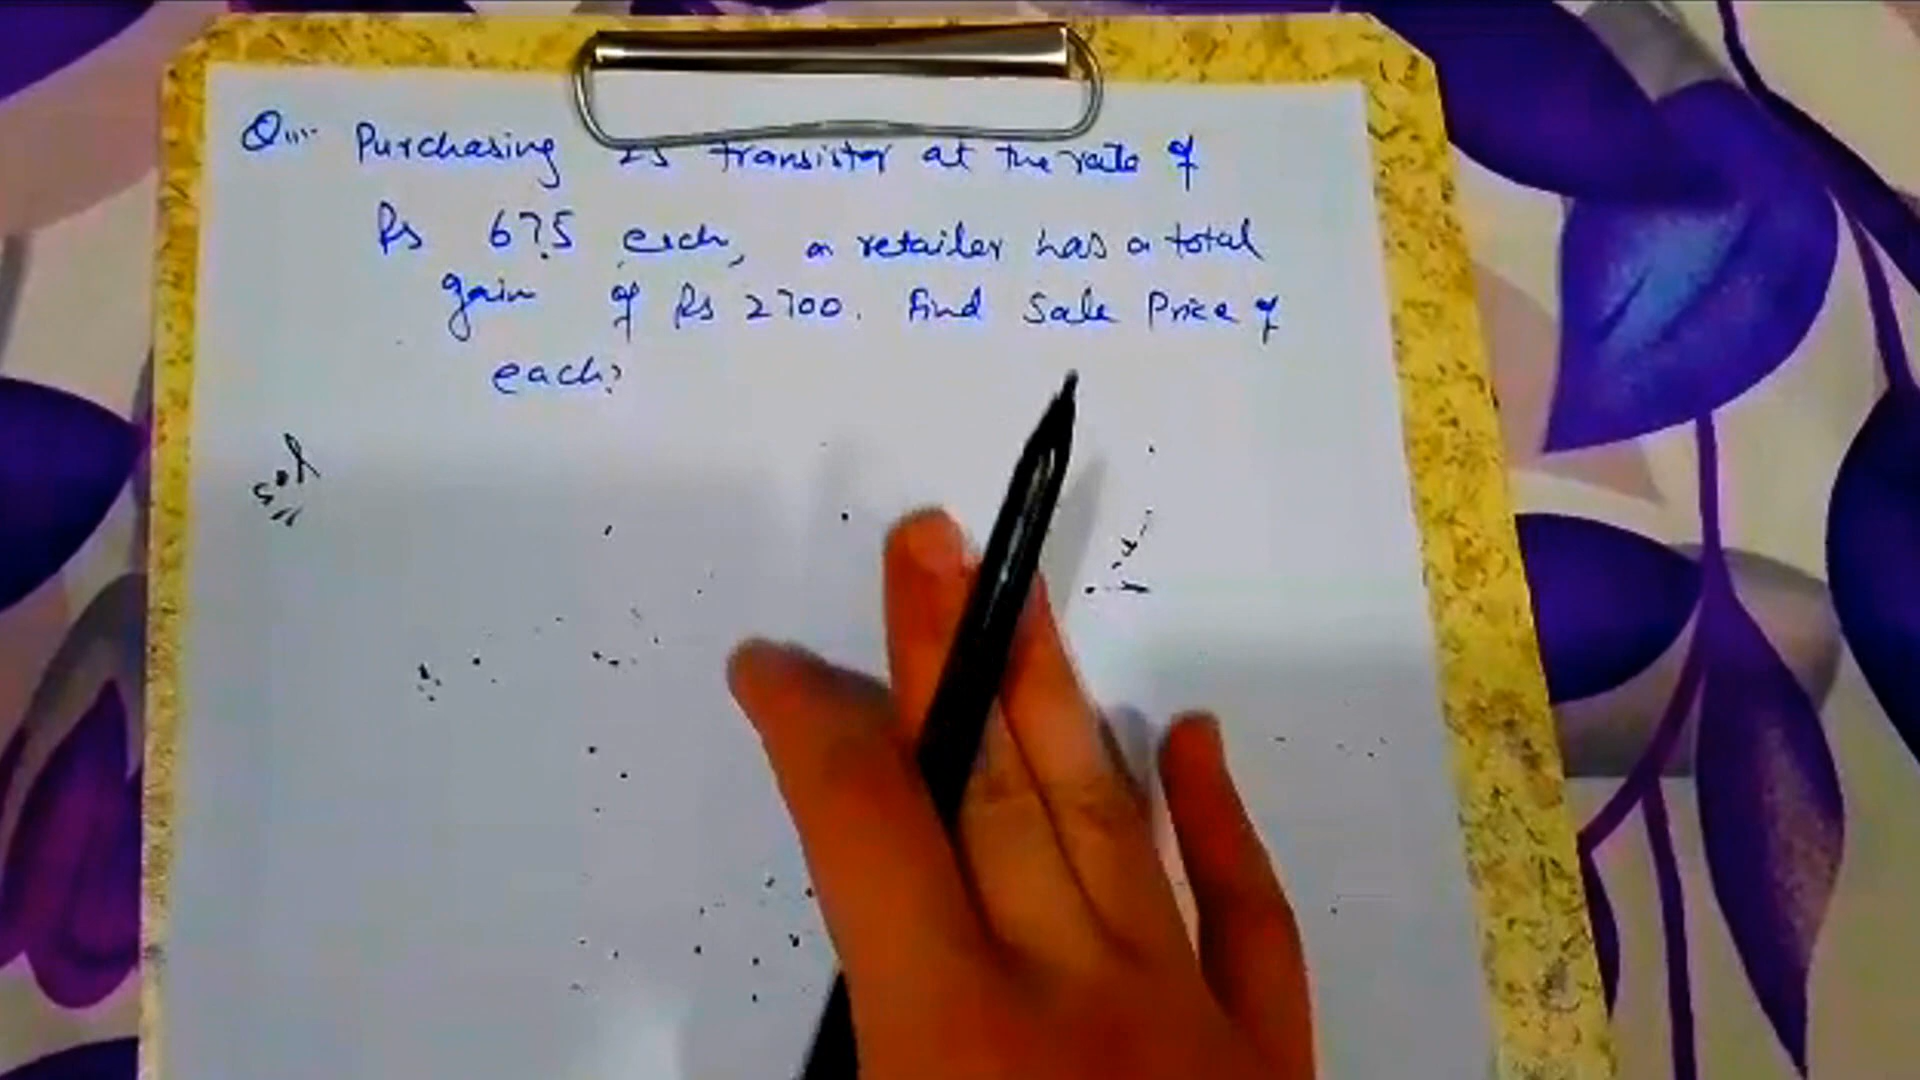 Q... Purchasing 25 transistor at the rate of
Rs 675 each, a retailer has a total
gain of Rs 2700. find Sale Price of
each?
sol